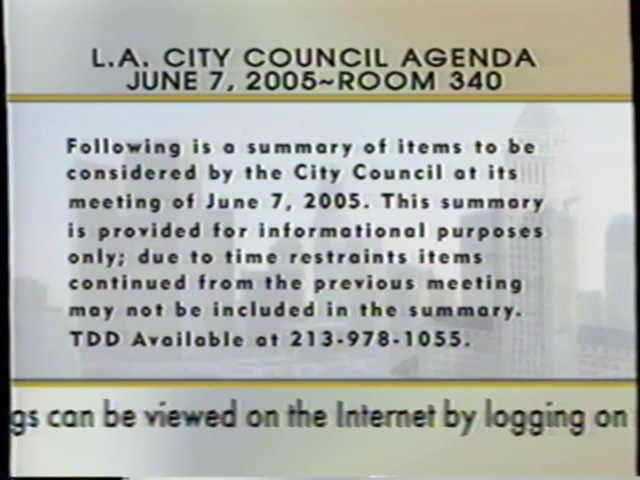 L.A. CITY COUNCIL AGENDA
JUNE 7, 2005~ROOM 340
Following is a summary of items to be
considered by the City Council at its
meeting of June 7, 2005. This summary
is provided for informational purposes
only; due to time restraints items
continued from the previous meeting
may not be included in the summary.
TDD Available at 213-978-1055.
gs can be viewed on the Internet by logging on